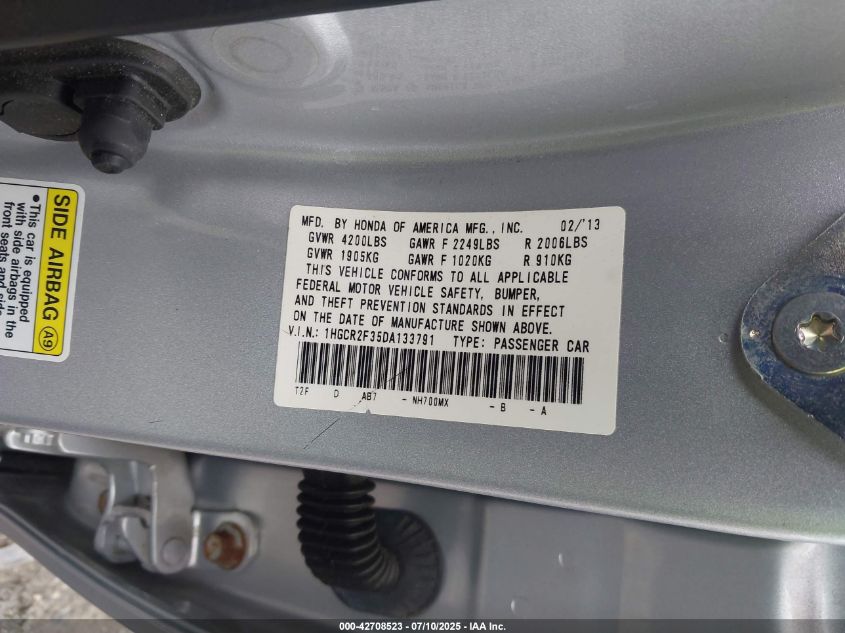 MFD. BY HONDA OF AMERICA MFG., INC. 02/'13
GVWR 4200LBS GAWR F 2249LBS R 2006LBS
GVWR 1905KG GAWR F 1020KG R 910KG
THIS VEHICLE CONFORMS TO ALL APPLICABLE
FEDERAL MOTOR VEHICLE SAFETY, BUMPER,
AND THEFT PREVENTION STANDARDS IN EFFECT
ON THE DATE OF MANUFACTURE SHOWN ABOVE.
V.I.N.: 1HGCR2F35DA133791 TYPE: PASSENGER CAR
T2F D AB7 - NH700MX - B - A
SIDE AIRBAG A9
• This car is equipped
with side airbags in the
front seats and side
000-42708523 - 07/10/2025 - IAA Inc.